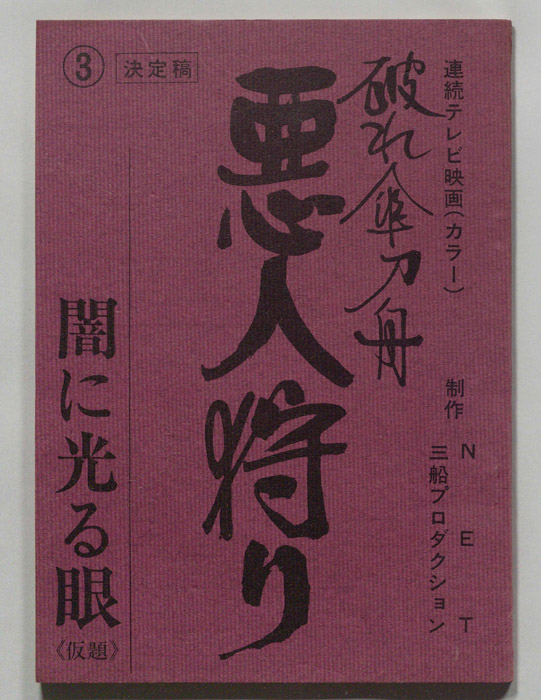 連続テレビ映画(カラー)
制作 NET
三船プロダクション
破れ傘刀舟
悪人狩り
③ 決定稿
闇に光る眼
《仮題》